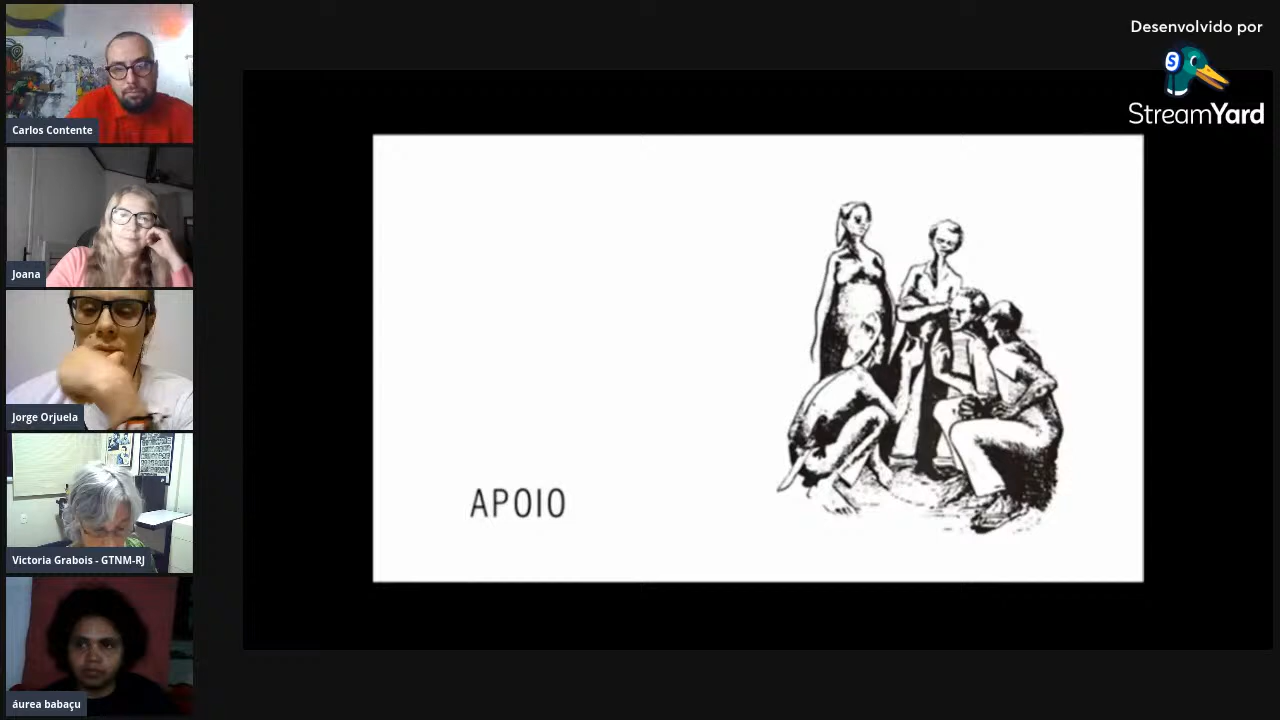 Desenvolvido por
StreamYard
Carlos Contente
Joana
Jorge Orjuela
Victoria Grabois - GTNM-RJ
áurea babaçu
APOIO